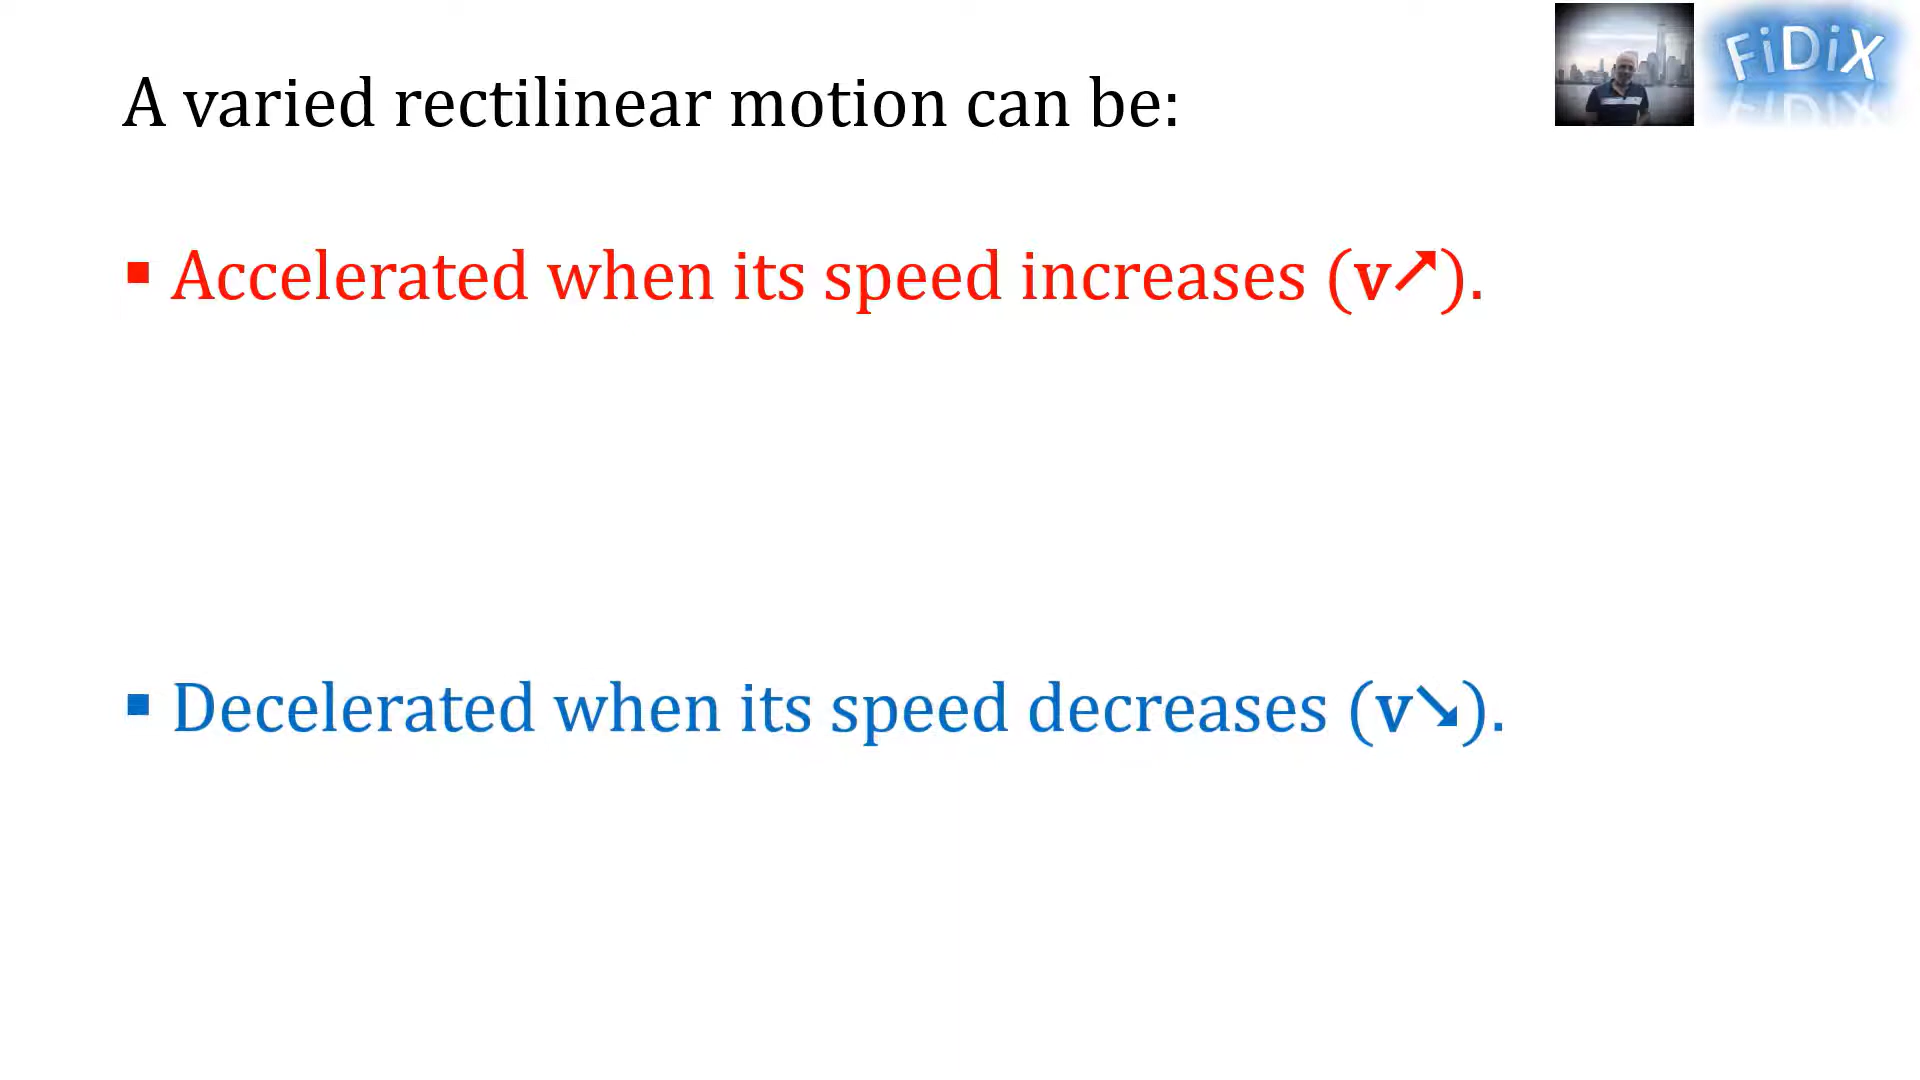 FiDiX
A varied rectilinear motion can be:
▪ Accelerated when its speed increases (v➚).
▪ Decelerated when its speed decreases (v➘).